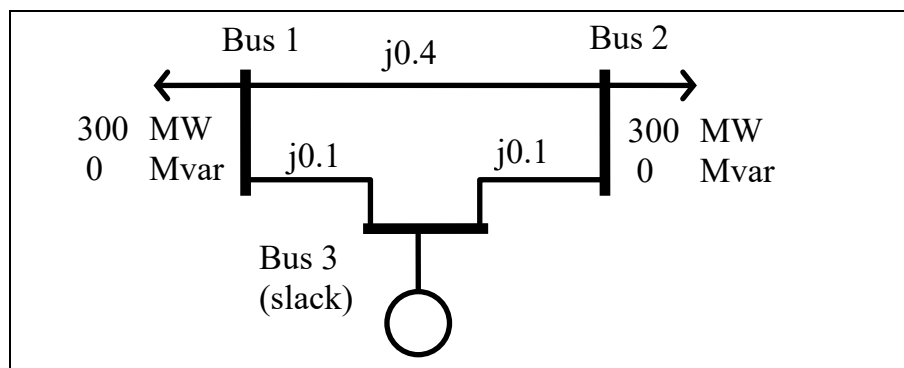 Bus 1
Bus 2
j0.4
300 MW
0 Mvar
j0.1
j0.1
300 MW
0 Mvar
Bus 3
(slack)